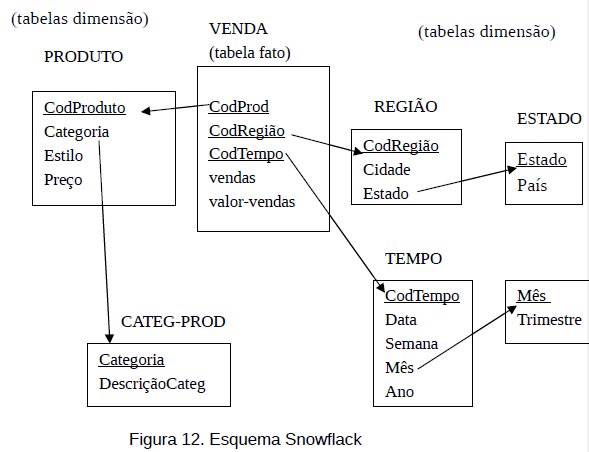 (tabelas dimensão)
VENDA
(tabela fato)
(tabelas dimensão)
PRODUTO
CodProduto
Categoria
Estilo
Preço
CodProd
CodRegião
CodTempo
vendas
valor-vendas
REGIÃO
CodRegião
Cidade
Estado
ESTADO
Estado
País
TEMPO
CodTempo
Data
Semana
Mês
Ano
Mês
Trimestre
CATEG-PROD
Categoria
DescriçãoCateg
Figura 12. Esquema Snowflack